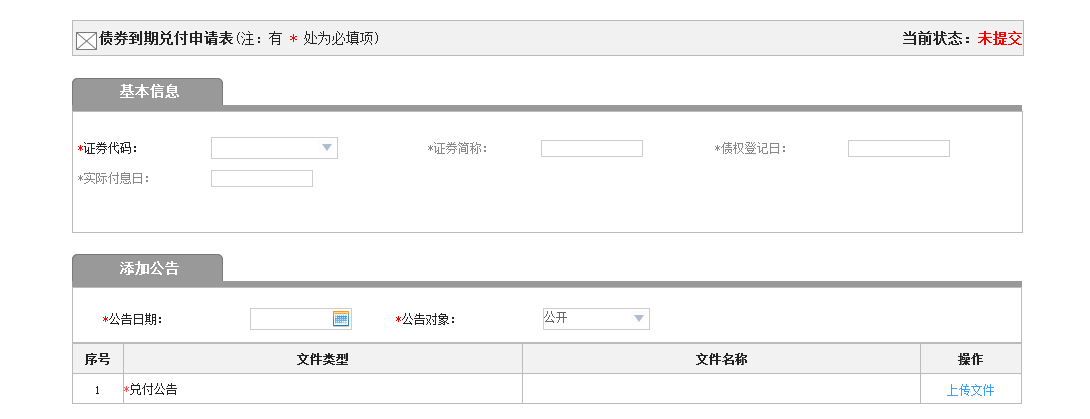 债券到期兑付申请表(注：有 * 处为必填项) 当前状态：未提交
基本信息
*证券代码： *证券简称： *债权登记日：
*实际付息日：
添加公告
*公告日期： *公告对象： 公开
序号 文件类型 文件名称 操作
1 *兑付公告 上传文件